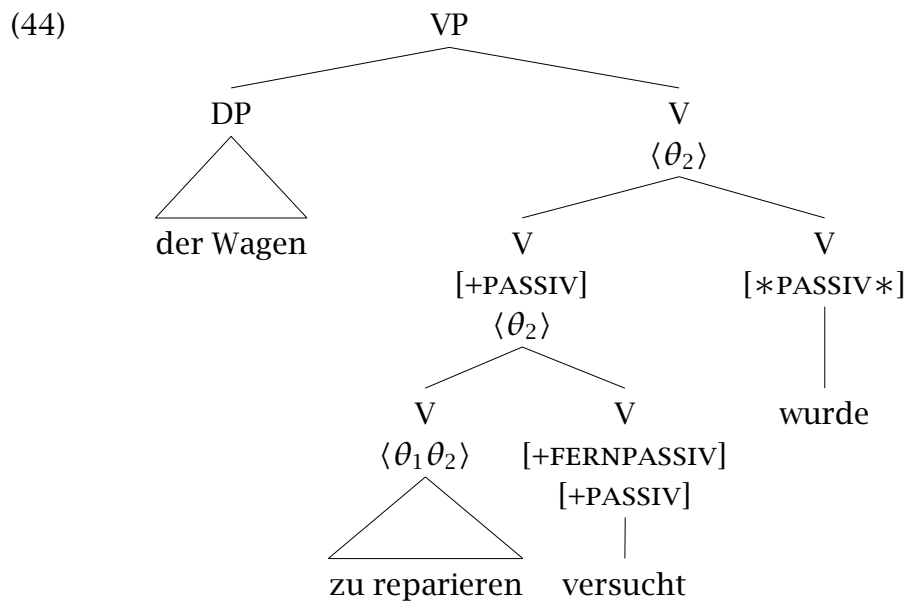 (44) VP
DP V
⟨θ₂⟩
der Wagen V V
[+PASSIV] [∗PASSIV∗]
⟨θ₂⟩
V V wurde
⟨θ₁θ₂⟩ [+FERNPASSIV]
[+PASSIV]
zu reparieren versucht